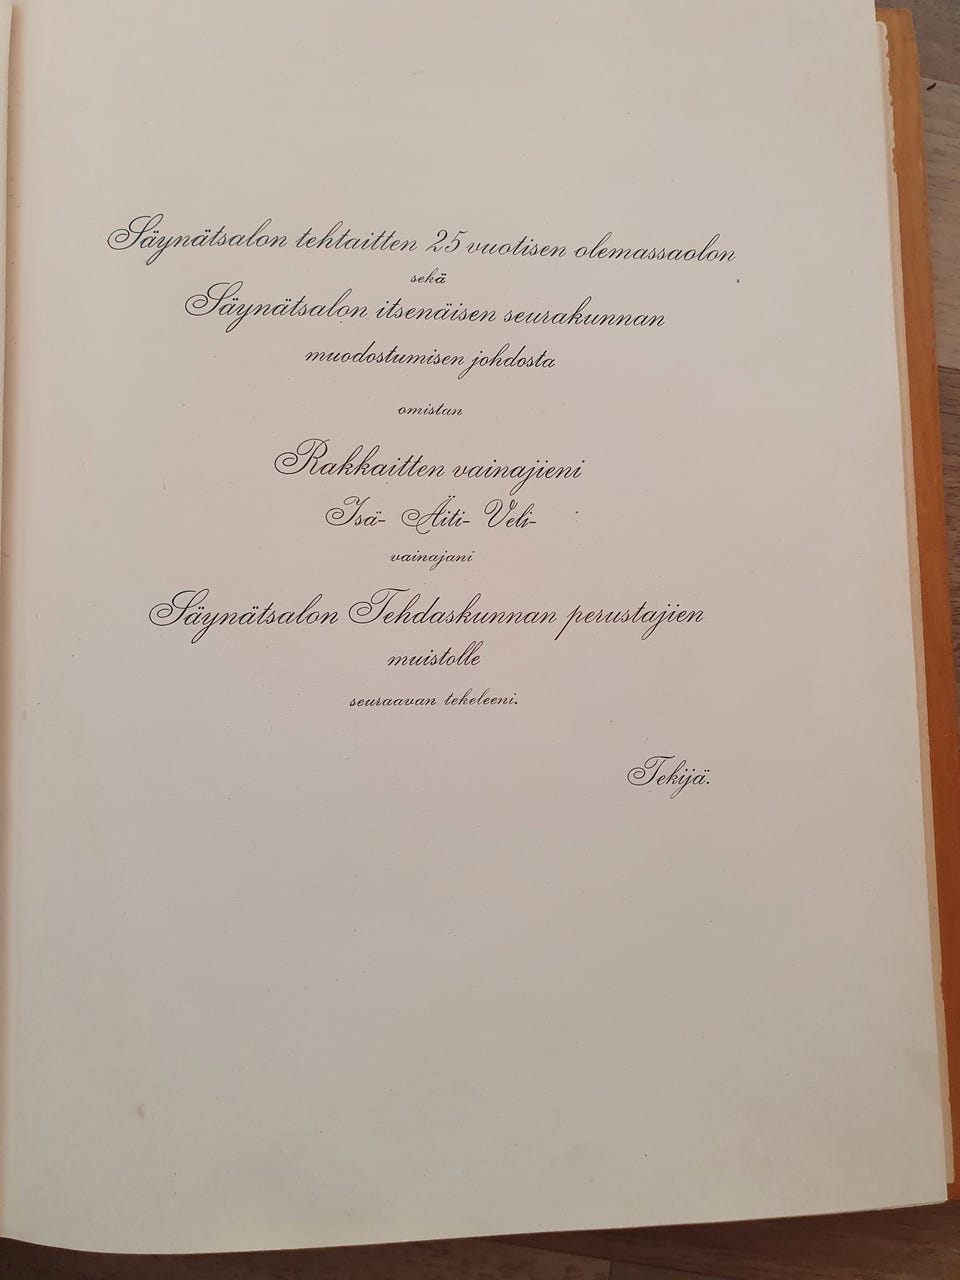 Säynätsalon tehtaitten 25 vuotisen olemassaolon
sekä
Säynätsalon itsenäisen seurakunnan
muodostumisen johdosta
omistan
Rakkaitten vainajieni
Isä- Äiti- Veli-
vainajani
Säynätsalon Tehdaskunnan perustajien
muistolle
seuraavan tekeleeni.
Tekijä.